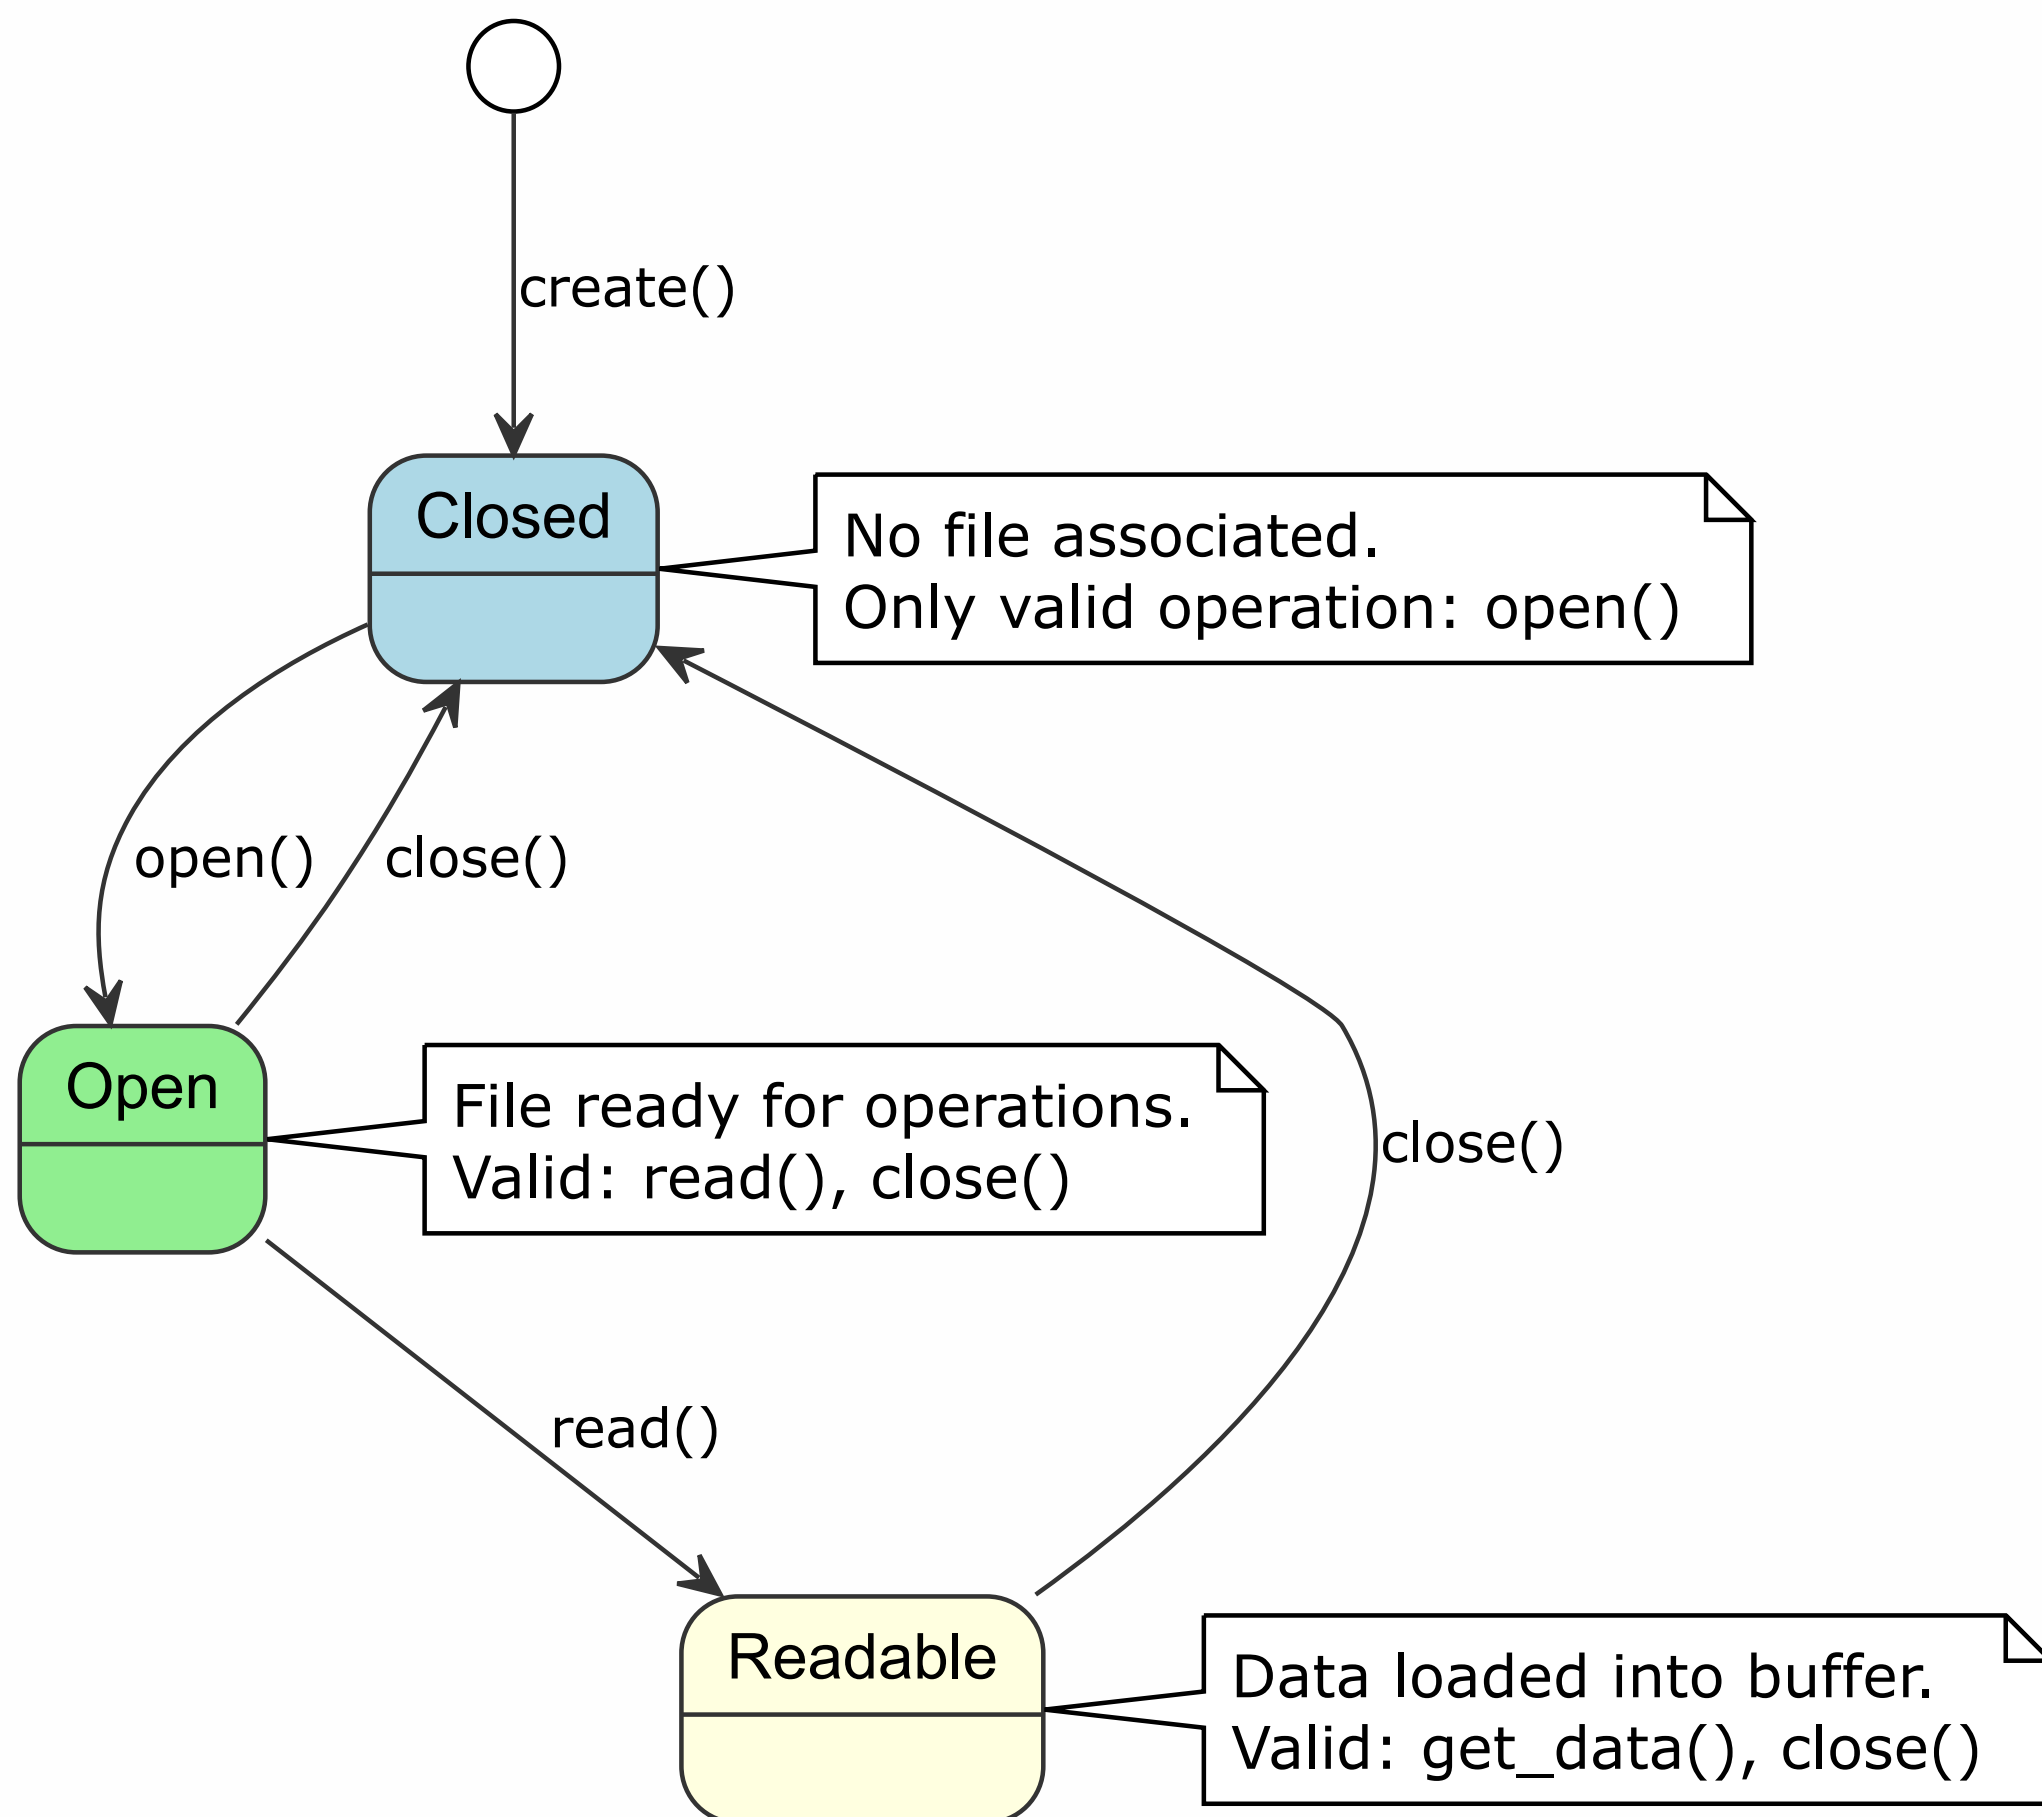 create()
Closed
No file associated.
Only valid operation: open()
open()
close()
Open
File ready for operations.
Valid: read(), close()
close()
read()
Readable
Data loaded into buffer.
Valid: get_data(), close()